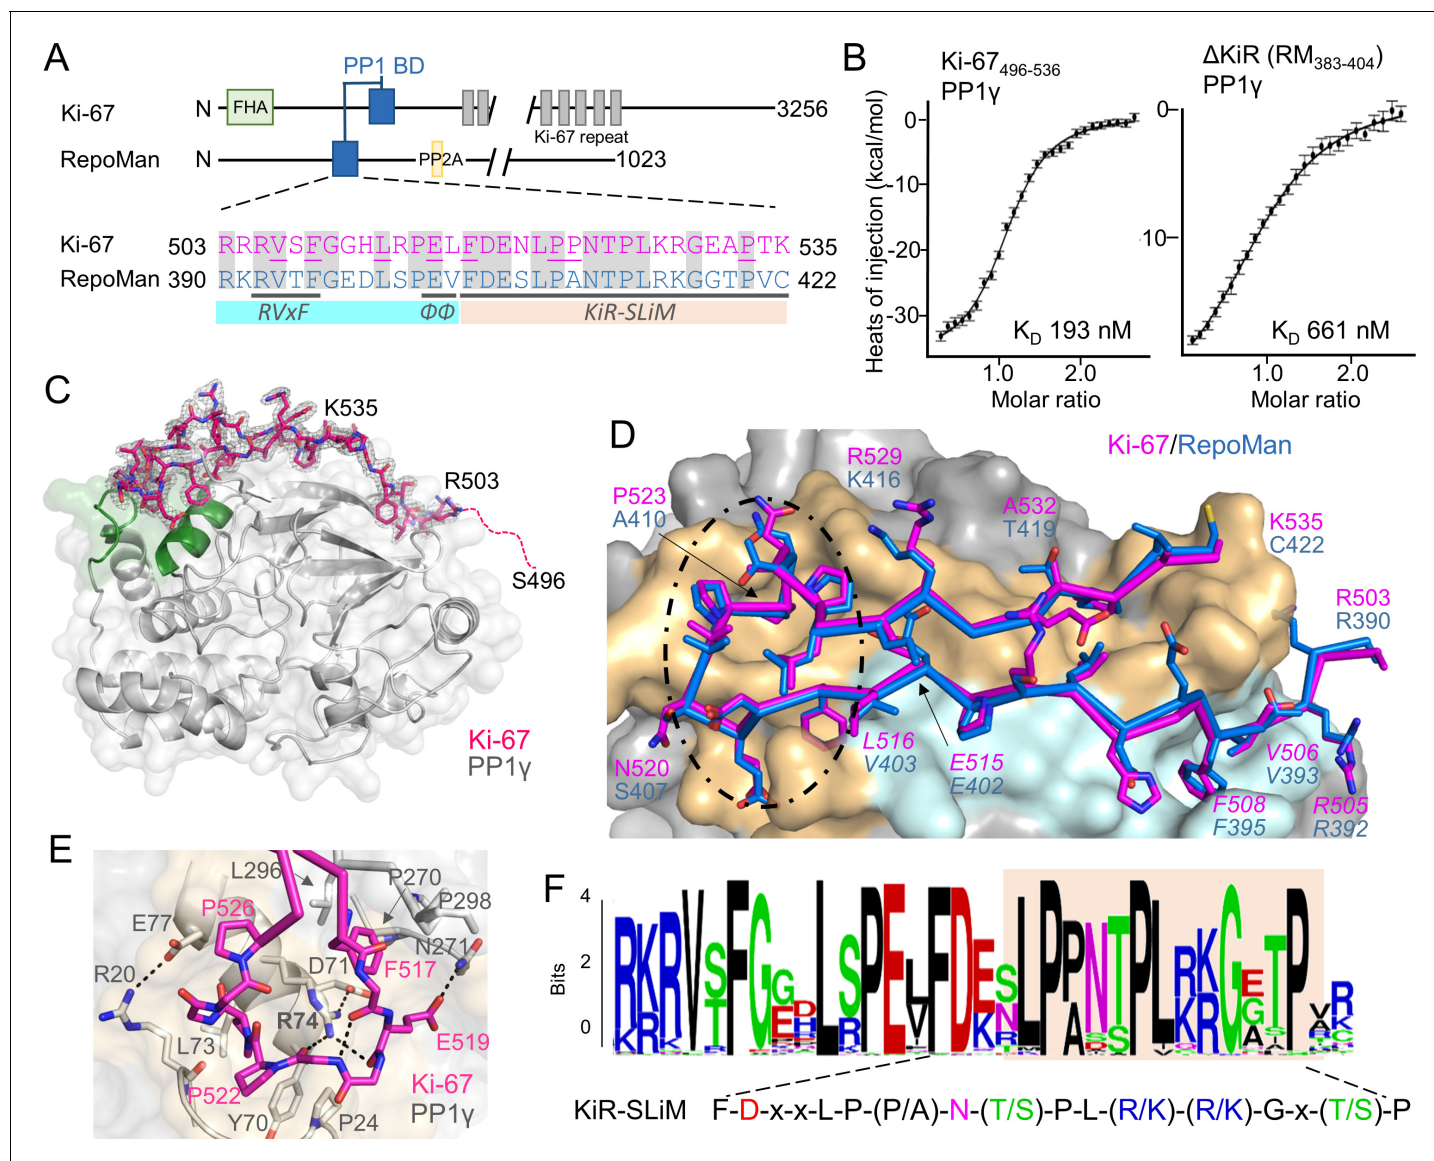 A
PP1 BD
Ki-67 N FHA 3256
Ki-67 repeat
RepoMan N PP2A 1023
Ki-67 503 RRRVSFGGHLRPELFDENLPPNTPLKRGEAPTK 535
RepoMan 390 RKRVTFGEDLSPEVFDESLPANTPLRKGGTPVC 422
RVxF ΦΦ KiR-SLiM
B
Ki-67496-536
PP1γ
ΔKiR (RM383-404)
PP1γ
Heats of injection (kcal/mol)
0
-10
-20
-30
KD 193 nM
1.0 2.0
Molar ratio
0
10
KD 661 nM
1.0 2.0
Molar ratio
C
K535
R503
S496
Ki-67
PP1γ
D
Ki-67/RepoMan
R529
K416
P523
A410
A532
T419
K535
C422
R503
R390
N520
S407
L516
V403
E515
E402
V506
V393
F508
F395
R505
R392
E
L296
P270
P298
P526
E77
N271
F517
D71
R20
R74
E519
L73
P522
Y70
P24
Ki-67
PP1γ
F
Bits
4
2
0
KiR-SLiM F-D-x-x-L-P-(P/A)-N-(T/S)-P-L-(R/K)-(R/K)-G-x-(T/S)-P